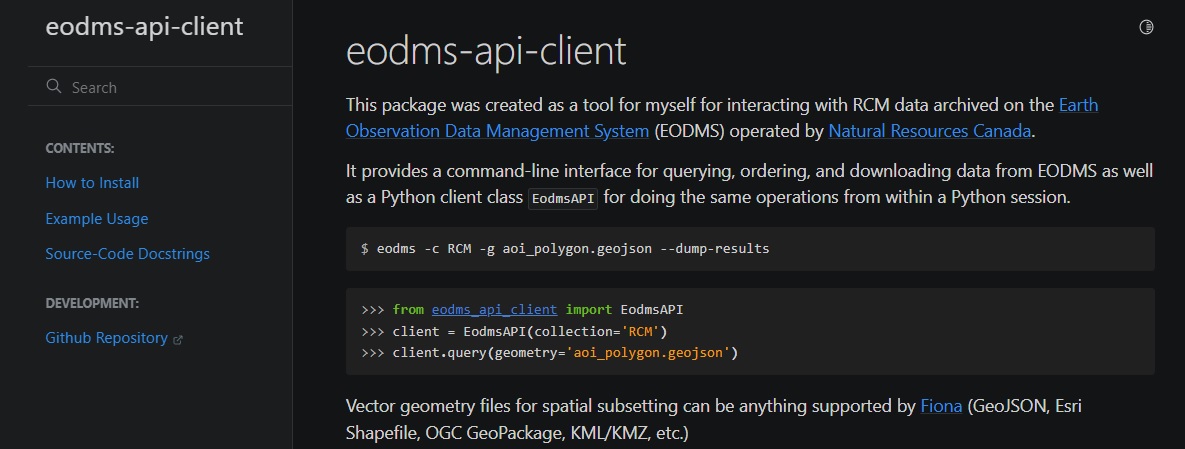 eodms-api-client
Search
CONTENTS:
How to Install
Example Usage
Source-Code Docstrings
DEVELOPMENT:
Github Repository
eodms-api-client
This package was created as a tool for myself for interacting with RCM data archived on the Earth
Observation Data Management System (EODMS) operated by Natural Resources Canada.
It provides a command-line interface for querying, ordering, and downloading data from EODMS as well
as a Python client class EodmsAPI for doing the same operations from within a Python session.
$ eodms -c RCM -g aoi_polygon.geojson --dump-results
>>> from eodms_api_client import EodmsAPI
>>> client = EodmsAPI(collection='RCM')
>>> client.query(geometry='aoi_polygon.geojson')
Vector geometry files for spatial subsetting can be anything supported by Fiona (GeoJSON, Esri
Shapefile, OGC GeoPackage, KML/KMZ, etc.)